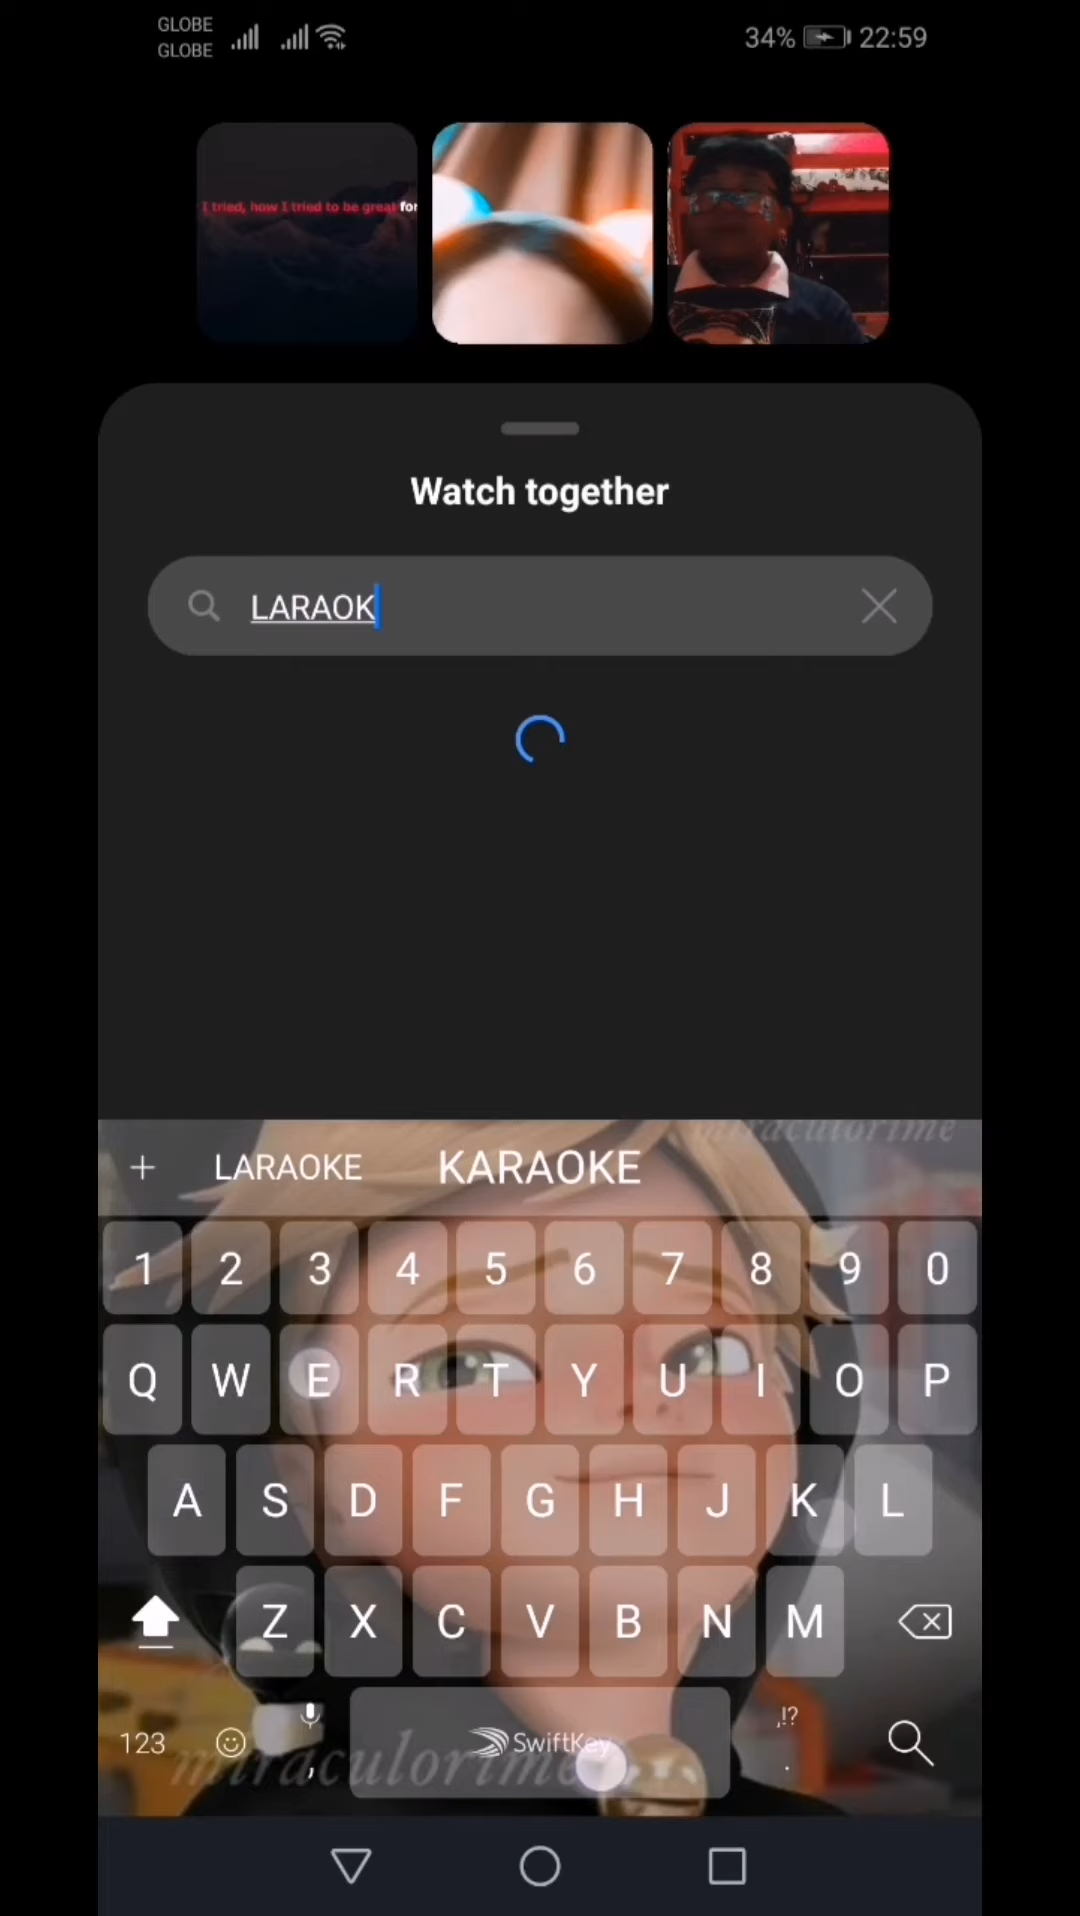 GLOBE
GLOBE
34% 22:59
I tried, how I tried to be great for
Watch together
LARAOK
miraculorime
+ LARAOKE KARAOKE
1 2 3 4 5 6 7 8 9 0
Q W E R T Y U I O P
A S D F G H J K L
Z X C V B N M
123 , SwiftKey ,!? .
miraculorime